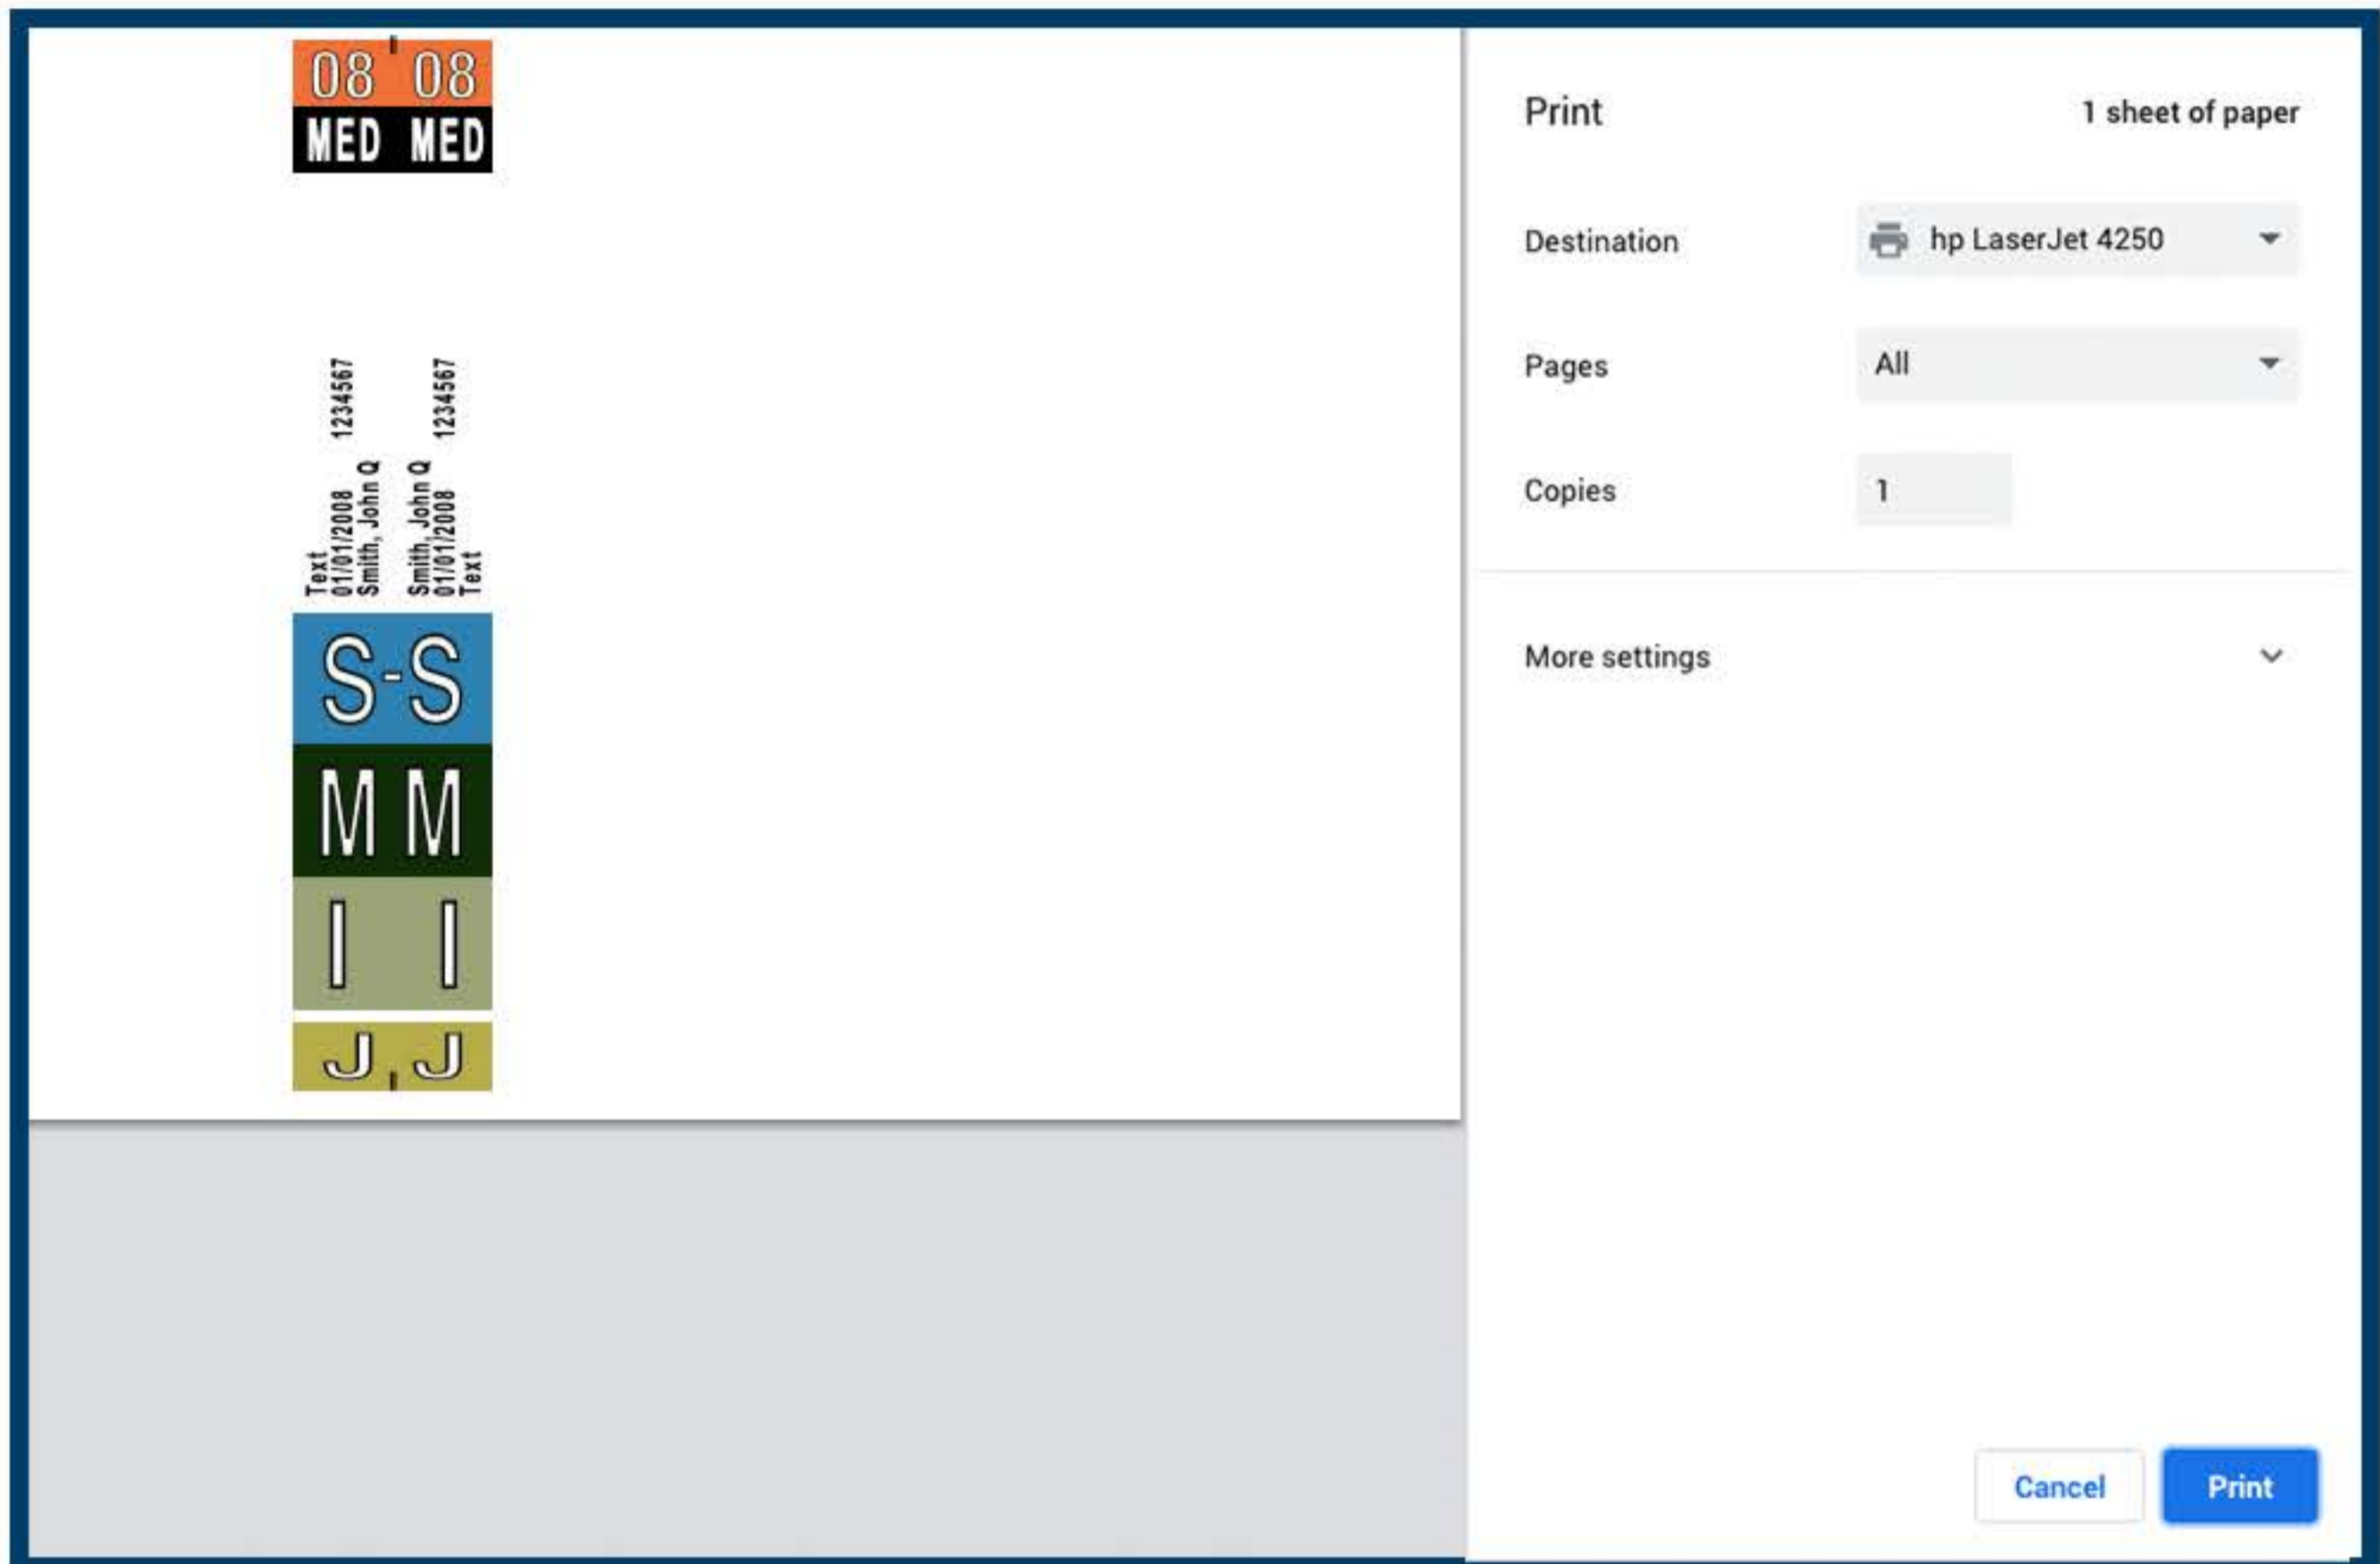 08 08
MED MED
1234567 1234567
Text
01/01/2008
Smith, John Q
Smith, John Q
01/01/2008
Text
S-S
M M
I I
J J
Print
1 sheet of paper
Destination
hp LaserJet 4250
Pages
All
Copies
1
More settings
Cancel
Print